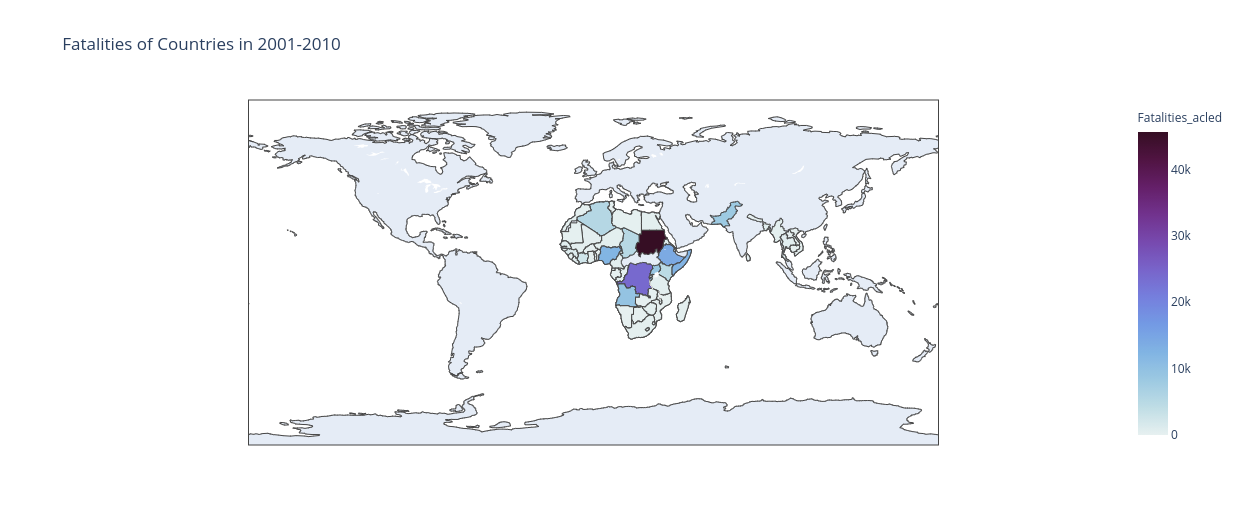 Fatalities of Countries in 2001-2010
Fatalities_acled
40k
30k
20k
10k
0